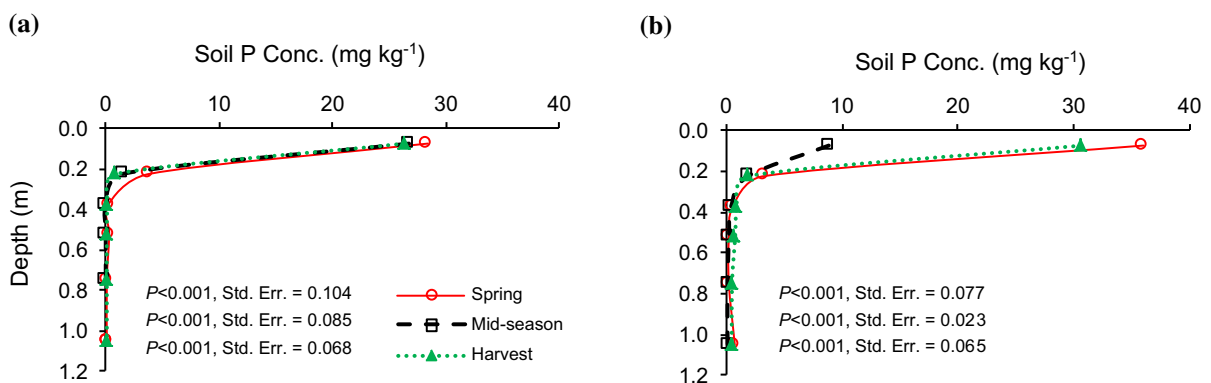 (a)
Soil P Conc. (mg kg-1)
0 10 20 30 40
0.0
0.2
0.4
0.6
0.8
1.0
1.2
Depth (m)
P<0.001, Std. Err. = 0.104
P<0.001, Std. Err. = 0.085
P<0.001, Std. Err. = 0.068
Spring
Mid-season
Harvest
(b)
Soil P Conc. (mg kg-1)
0 10 20 30 40
0.0
0.2
0.4
0.6
0.8
1.0
1.2
P<0.001, Std. Err. = 0.077
P<0.001, Std. Err. = 0.023
P<0.001, Std. Err. = 0.065